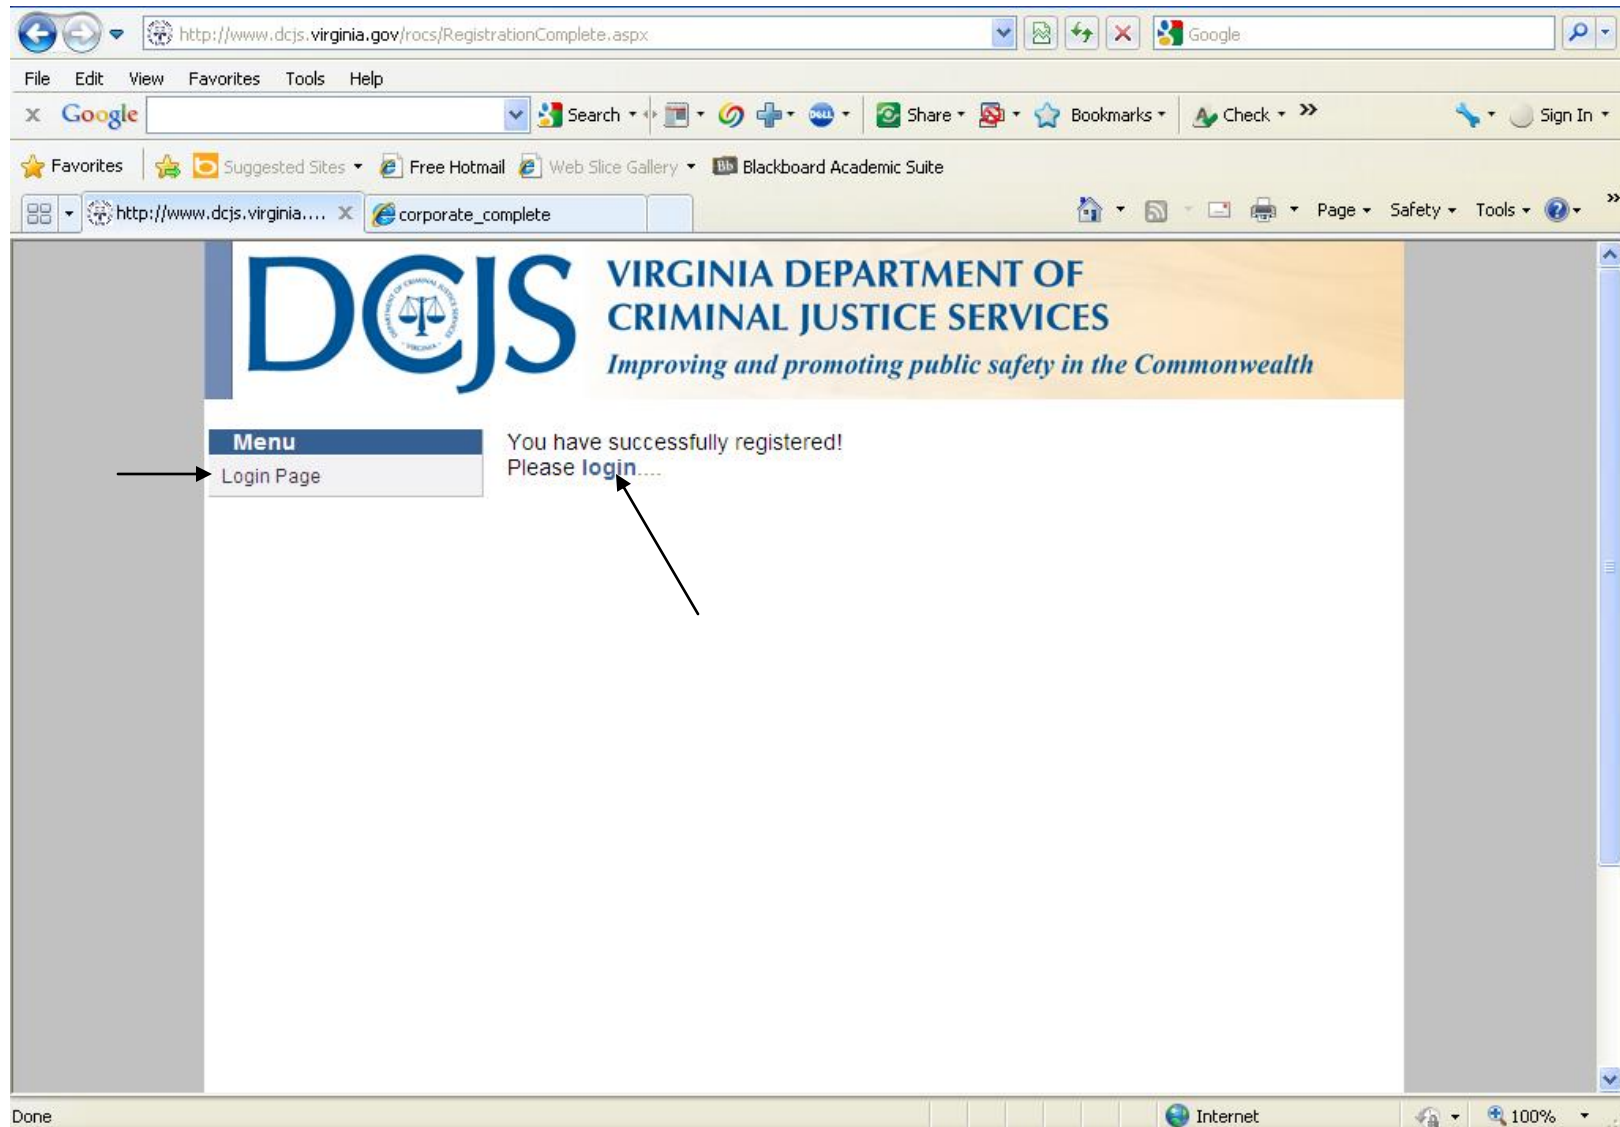 http://www.dcjs.virginia.gov/rocs/RegistrationComplete.aspx
Google
File Edit View Favorites Tools Help
x Google Search Share Bookmarks Check >> Sign In
Favorites Suggested Sites Free Hotmail Web Slice Gallery Bb Blackboard Academic Suite
http://www.dcjs.virginia.... X corporate_complete Page Safety Tools >>
DCJS
VIRGINIA DEPARTMENT OF
CRIMINAL JUSTICE SERVICES
Improving and promoting public safety in the Commonwealth
Menu
Login Page
You have successfully registered!
Please login....
Done Internet 100%